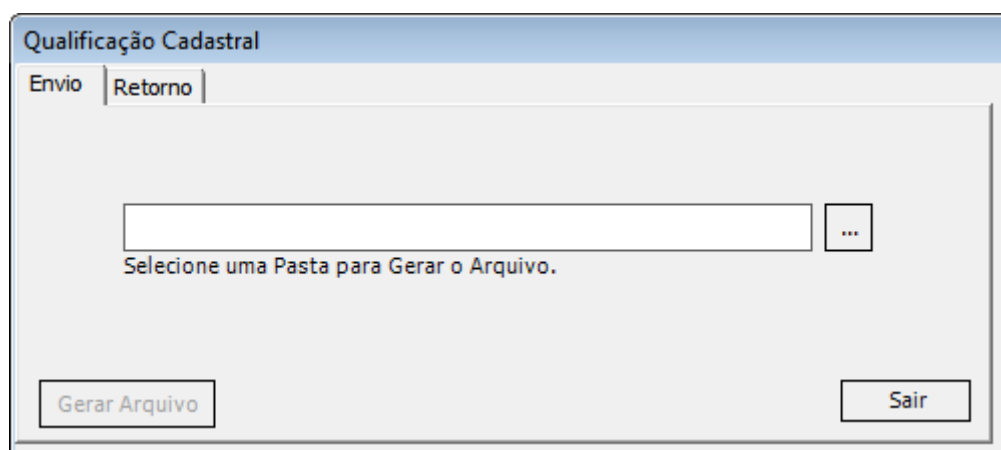 Qualificação Cadastral
Envio Retorno
...
Selecione uma Pasta para Gerar o Arquivo.
Gerar Arquivo Sair